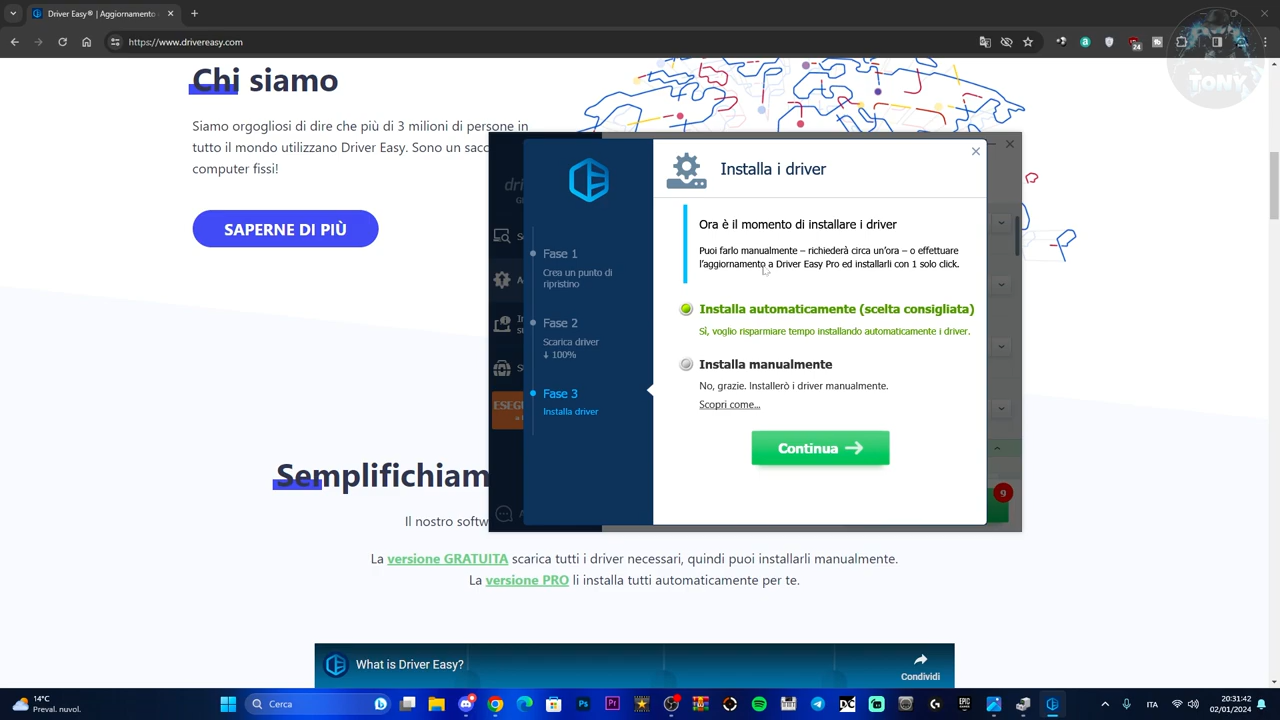 Driver Easy® | Aggiornamento
https://www.drivereasy.com
24
TONY
Chi siamo
Siamo orgogliosi di dire che più di 3 milioni di persone in
tutto il mondo utilizzano Driver Easy. Sono un sacc
computer fissi!
SAPERNE DI PIÙ
Installa i driver
Ora è il momento di installare i driver
Puoi farlo manualmente – richiederà circa un'ora – o effettuare
l'aggiornamento a Driver Easy Pro ed installarli con 1 solo click.
Fase 1
Crea un punto di
ripristino
Fase 2
Scarica driver
↓ 100%
Fase 3
Installa driver
Installa automaticamente (scelta consigliata)
Sì, voglio risparmiare tempo installando automaticamente i driver.
Installa manualmente
No, grazie. Installerò i driver manualmente.
Scopri come...
Continua
ESEG
9
Semplifichiam
Il nostro softw
La versione GRATUITA scarica tutti i driver necessari, quindi puoi installarli manualmente.
La versione PRO li installa tutti automaticamente per te.
What is Driver Easy?
Condividi
14°C
Preval. nuvol.
Cerca
ITA
20:31:42
02/01/2024